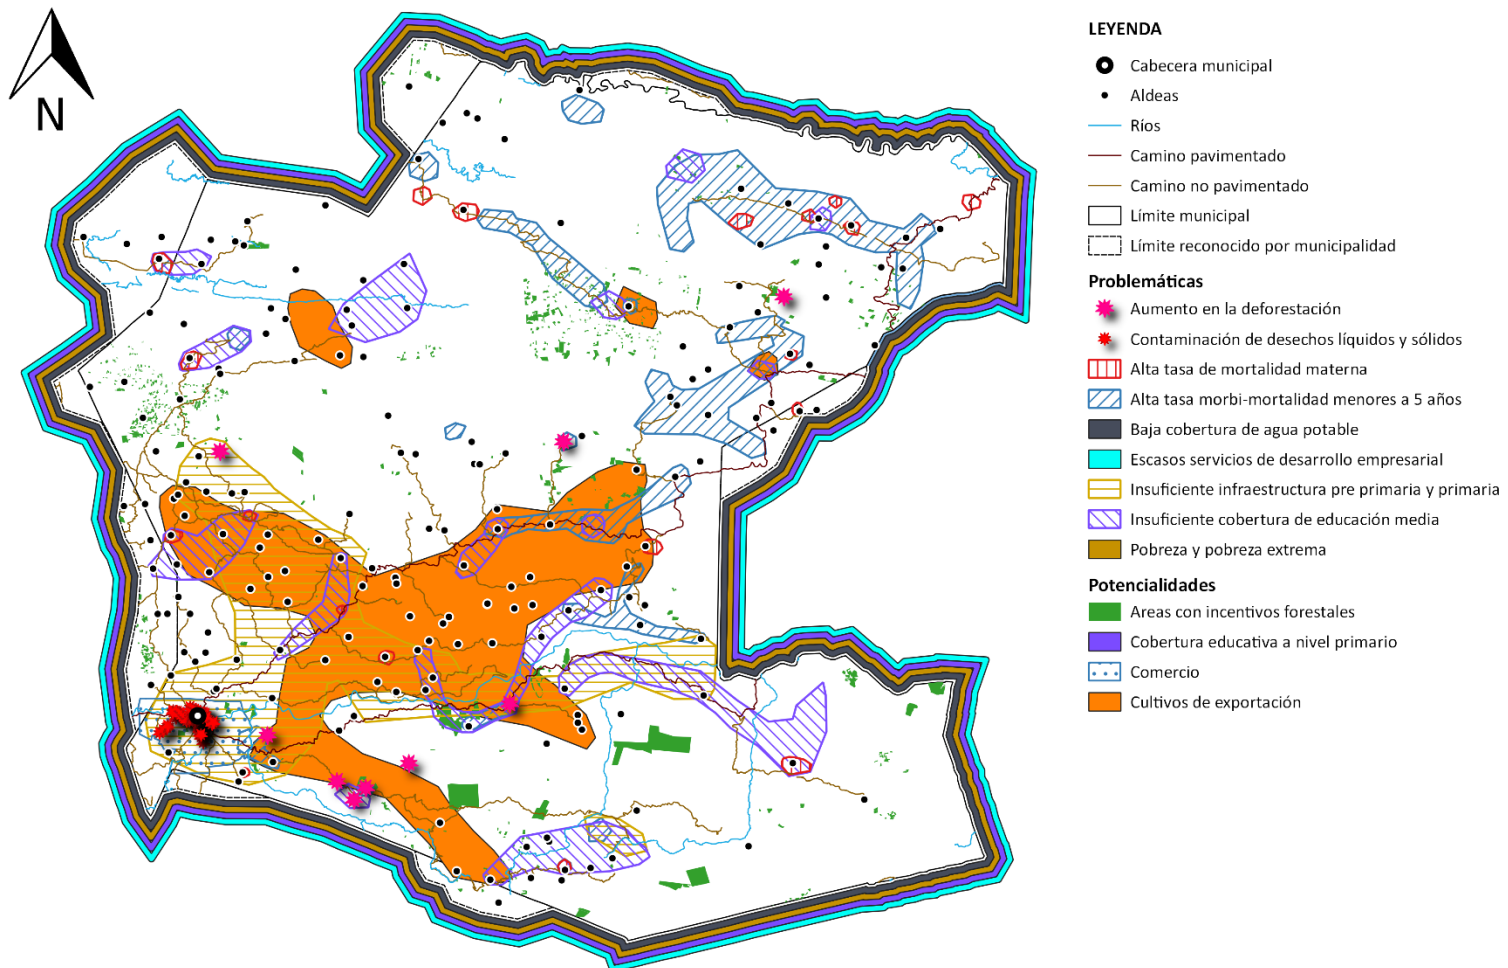 N
LEYENDA
Cabecera municipal
Aldeas
Ríos
Camino pavimentado
Camino no pavimentado
Límite municipal
Límite reconocido por municipalidad
Problemáticas
Aumento en la deforestación
Contaminación de desechos líquidos y sólidos
Alta tasa de mortalidad materna
Alta tasa morbi-mortalidad menores a 5 años
Baja cobertura de agua potable
Escasos servicios de desarrollo empresarial
Insuficiente infraestructura pre primaria y primaria
Insuficiente cobertura de educación media
Pobreza y pobreza extrema
Potencialidades
Areas con incentivos forestales
Cobertura educativa a nivel primario
Comercio
Cultivos de exportación